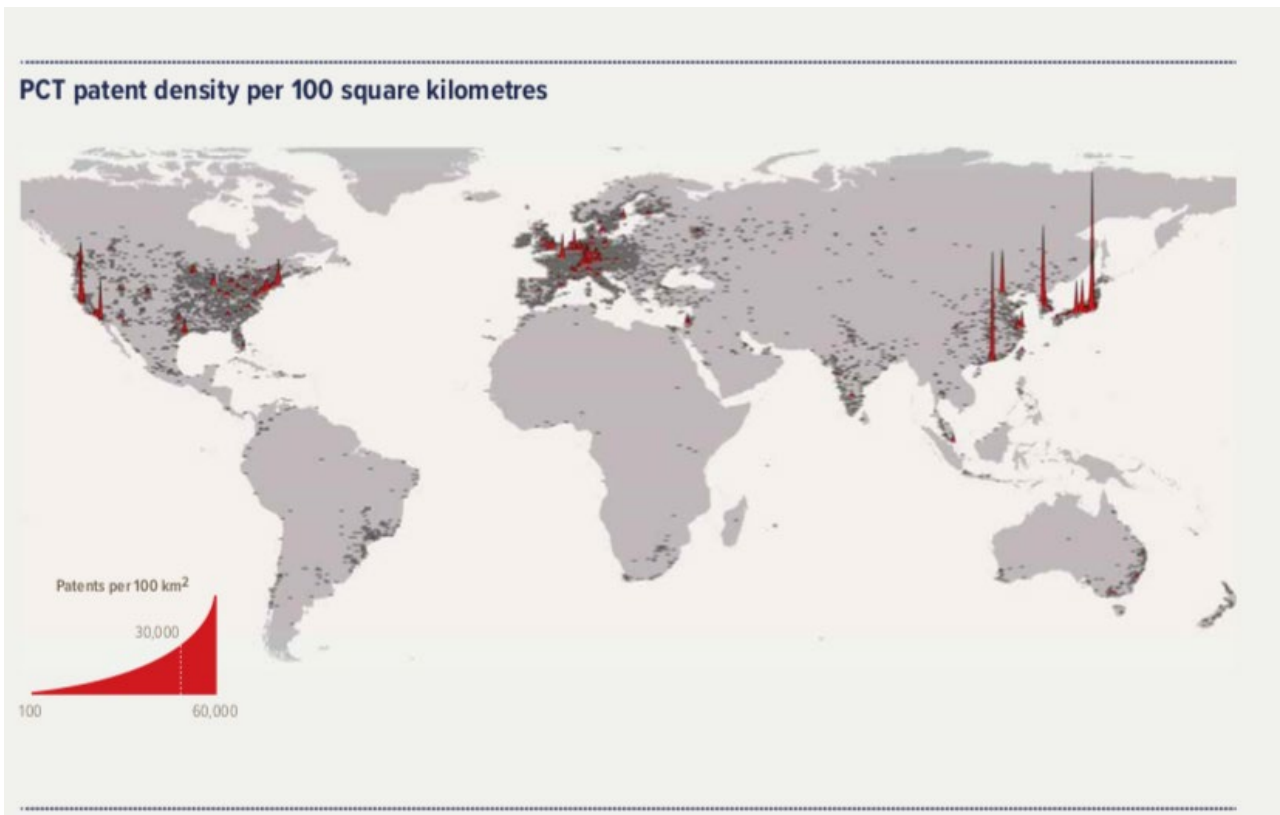 PCT patent density per 100 square kilometres
Patents per 100 km²
30,000
100
60,000